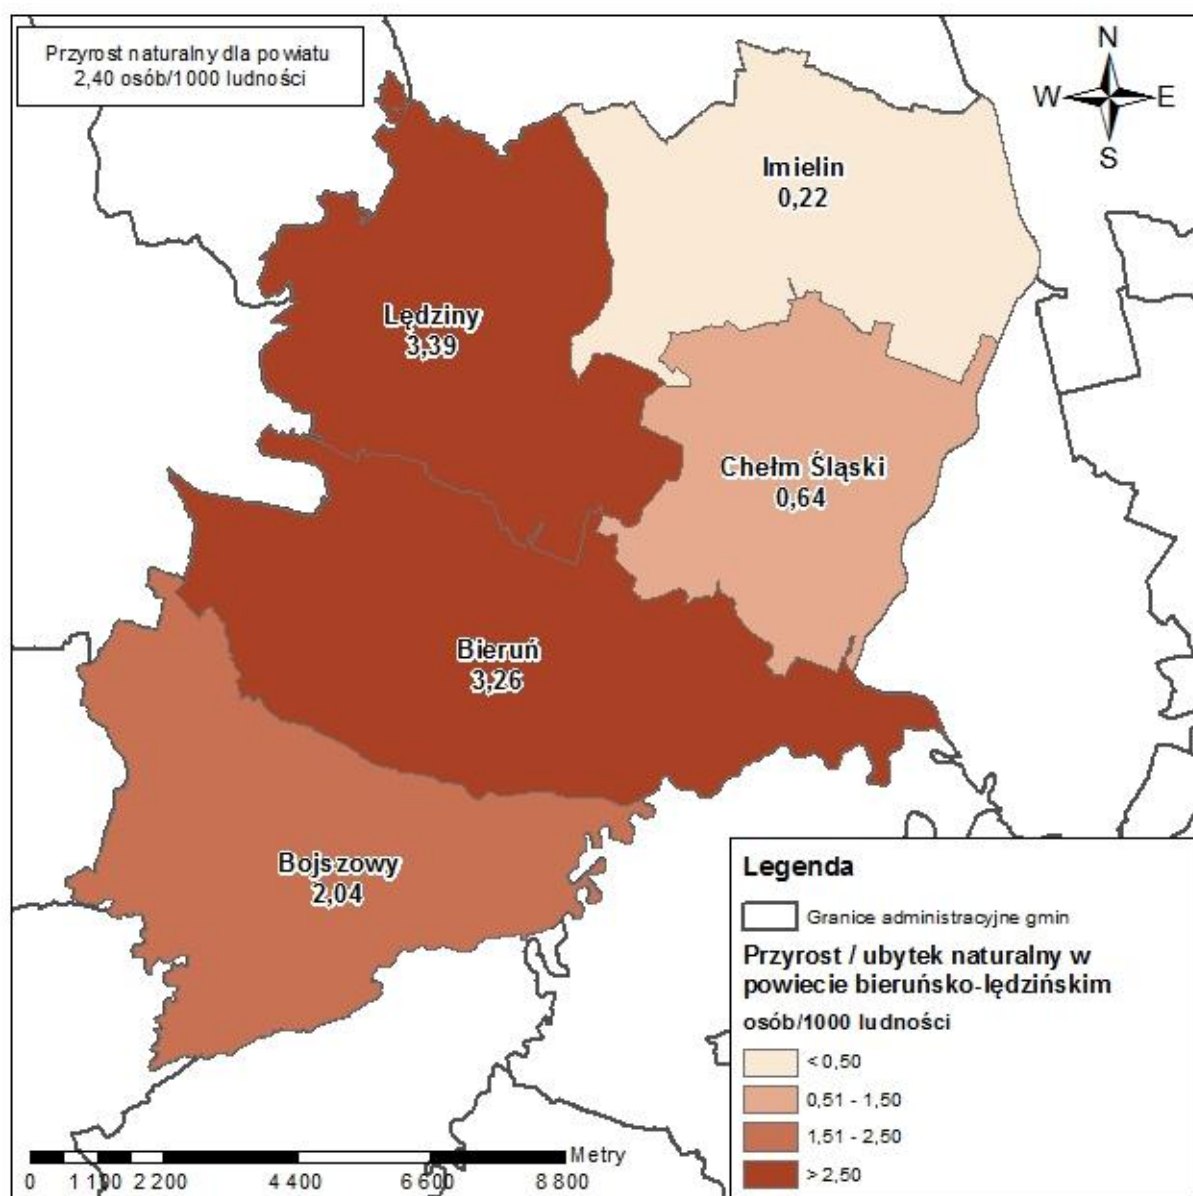 Przyrost naturalny dla powiatu
2,40 osób/1000 ludności
N
W E
S
Imielin
0,22
Lędziny
3,39
Chełm Śląski
0,64
Bieruń
3,26
Bojszowy
2,04
Legenda
Granice administracyjne gmin
Przyrost / ubytek naturalny w
powiecie bieruńsko-lędzińskim
osób/1000 ludności
< 0,50
0,51 - 1,50
1,51 - 2,50
> 2,50
Metry
0 1 100 2 200 4 400 6 600 8 800